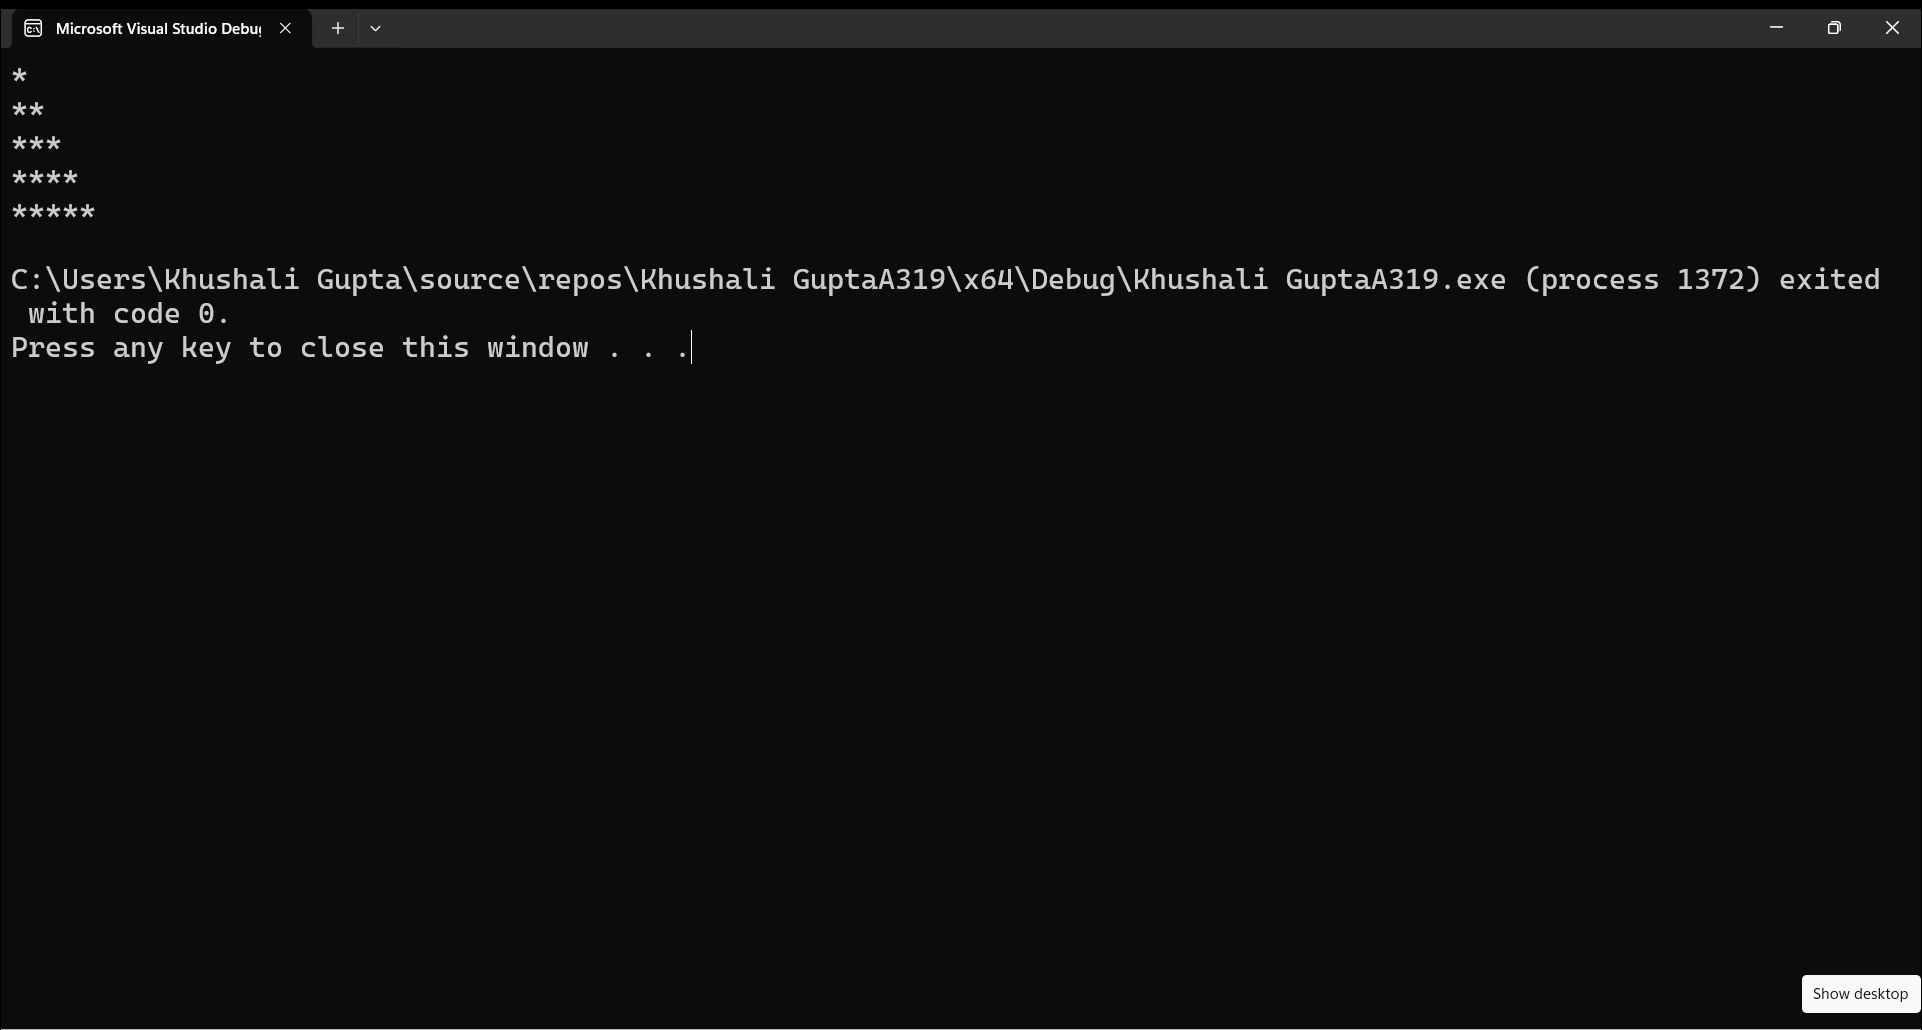 Microsoft Visual Studio Debu
*
**
***
****
*****
C:\Users\Khushali Gupta\source\repos\Khushali GuptaA319\x64\Debug\Khushali GuptaA319.exe (process 1372) exited
with code 0.
Press any key to close this window . . .
Show desktop